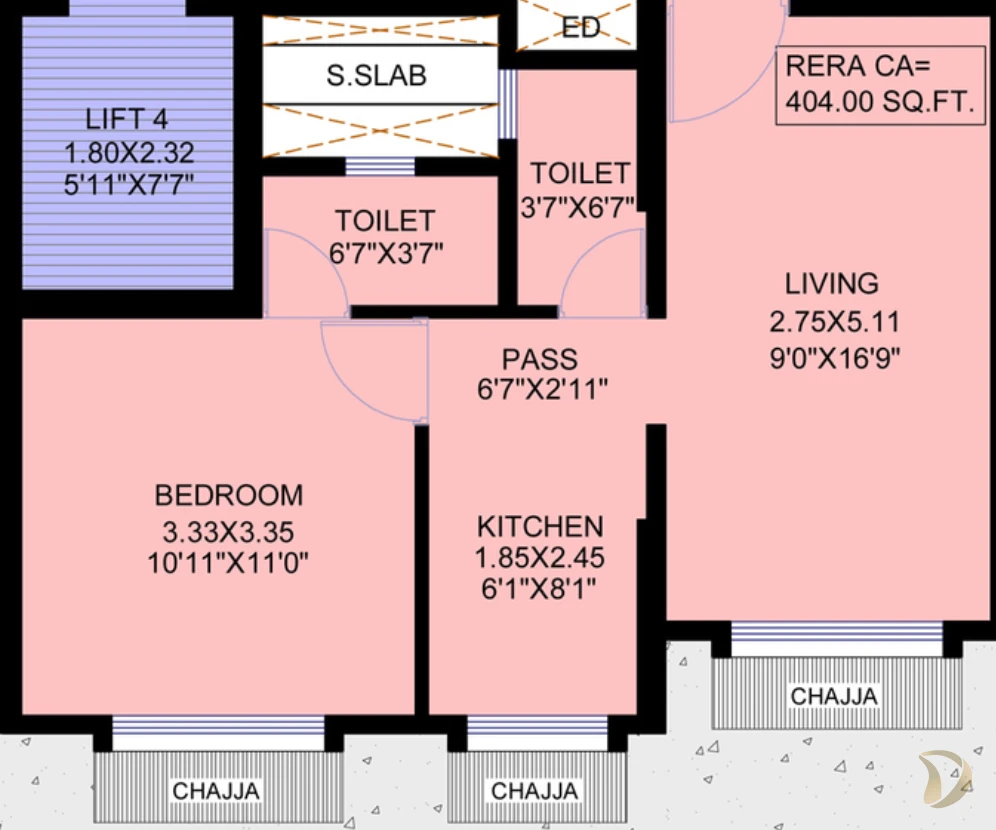 ED
RERA CA=
404.00 SQ.FT.
S.SLAB
LIFT 4
1.80X2.32
5'11"X7'7"
TOILET
3'7"X6'7"
TOILET
6'7"X3'7"
LIVING
2.75X5.11
9'0"X16'9"
PASS
6'7"X2'11"
BEDROOM
3.33X3.35
10'11"X11'0"
KITCHEN
1.85X2.45
6'1"X8'1"
CHAJJA
CHAJJA
CHAJJA